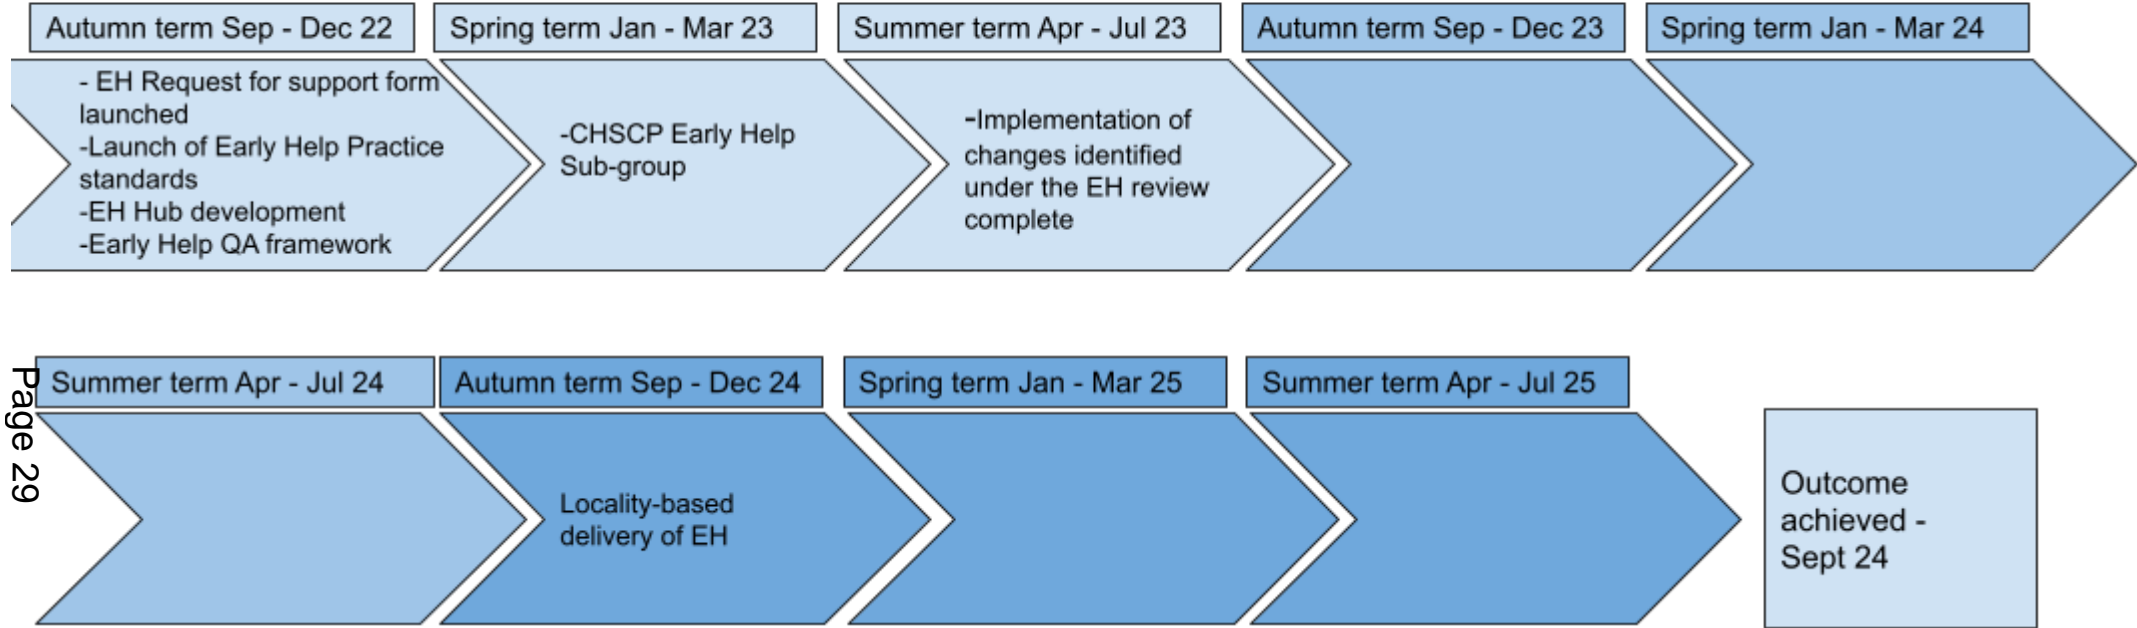 Autumn term Sep - Dec 22
Spring term Jan - Mar 23
Summer term Apr - Jul 23
Autumn term Sep - Dec 23
Spring term Jan - Mar 24
- EH Request for support form
launched
-Launch of Early Help Practice
standards
-EH Hub development
-Early Help QA framework
-CHSCP Early Help
Sub-group
-Implementation of
changes identified
under the EH review
complete
Summer term Apr - Jul 24
Autumn term Sep - Dec 24
Spring term Jan - Mar 25
Summer term Apr - Jul 25
Locality-based
delivery of EH
Outcome
achieved -
Sept 24
Page 29